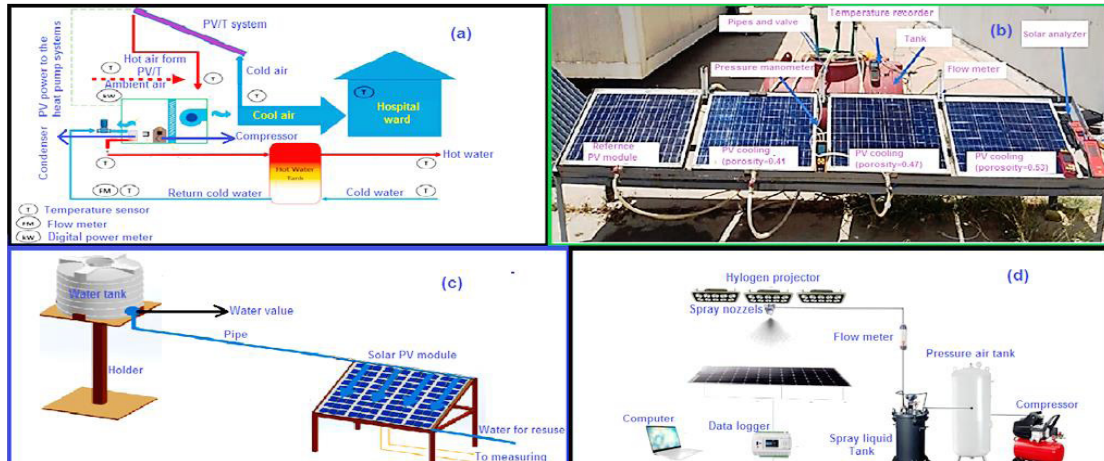 (a)
PV/T system
PV power to the
heat pump systems
Hot air form
PV/T
Ambient air
T
T
kW
Cold air
T
T
Hospital
ward
Cool air
Condenser
Compressor
T
T
Hot water
Hot Water
Tank
FM
T
Return cold water
Cold water
T
T Temperature sensor
FM Flow meter
kW Digital power meter
(b)
Temperature recorder
Pipes and valve
Tank
Solar analyzer
Pressure manometer
Flow meter
Refernce
PV module
PV cooling
(porosity=0.41
PV cooling
(porosity=0.47)
PV cooling
(porosoity=0.53)
(c)
Water tank
Water value
Pipe
Solar PV module
Holder
Water for resuse
To measuring
(d)
Hylogen projector
Spray nozzels
Flow meter
Pressure air tank
Compressor
Computer
Data logger
Spray liquid
Tank